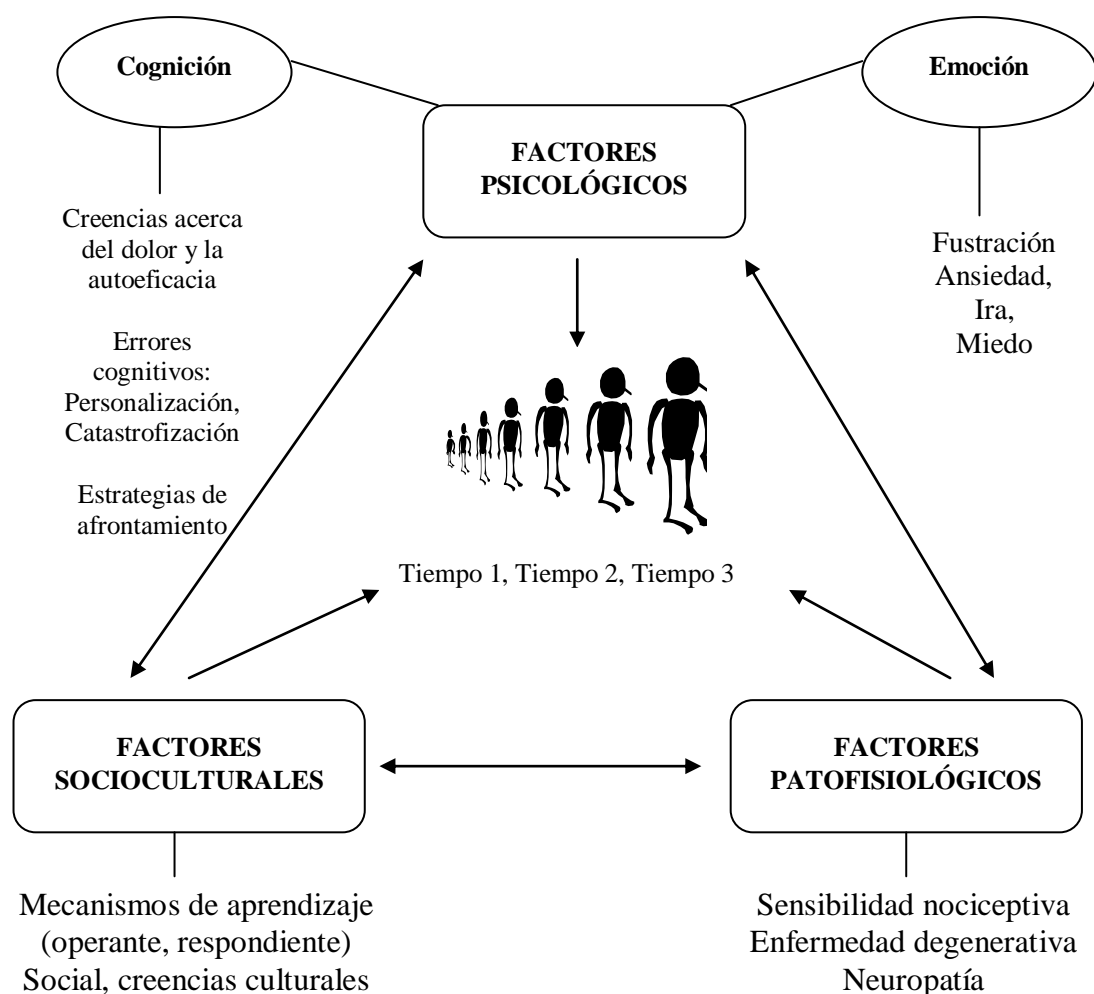 Cognición
Emoción
FACTORES
PSICOLÓGICOS
Creencias acerca
del dolor y la
autoeficacia
Errores
cognitivos:
Personalización,
Catastrofización
Estrategias de
afrontamiento
Fustración
Ansiedad,
Ira,
Miedo
Tiempo 1, Tiempo 2, Tiempo 3
FACTORES
SOCIOCULTURALES
FACTORES
PATOFISIOLÓGICOS
Mecanismos de aprendizaje
(operante, respondiente)
Social, creencias culturales
Sensibilidad nociceptiva
Enfermedad degenerativa
Neuropatía